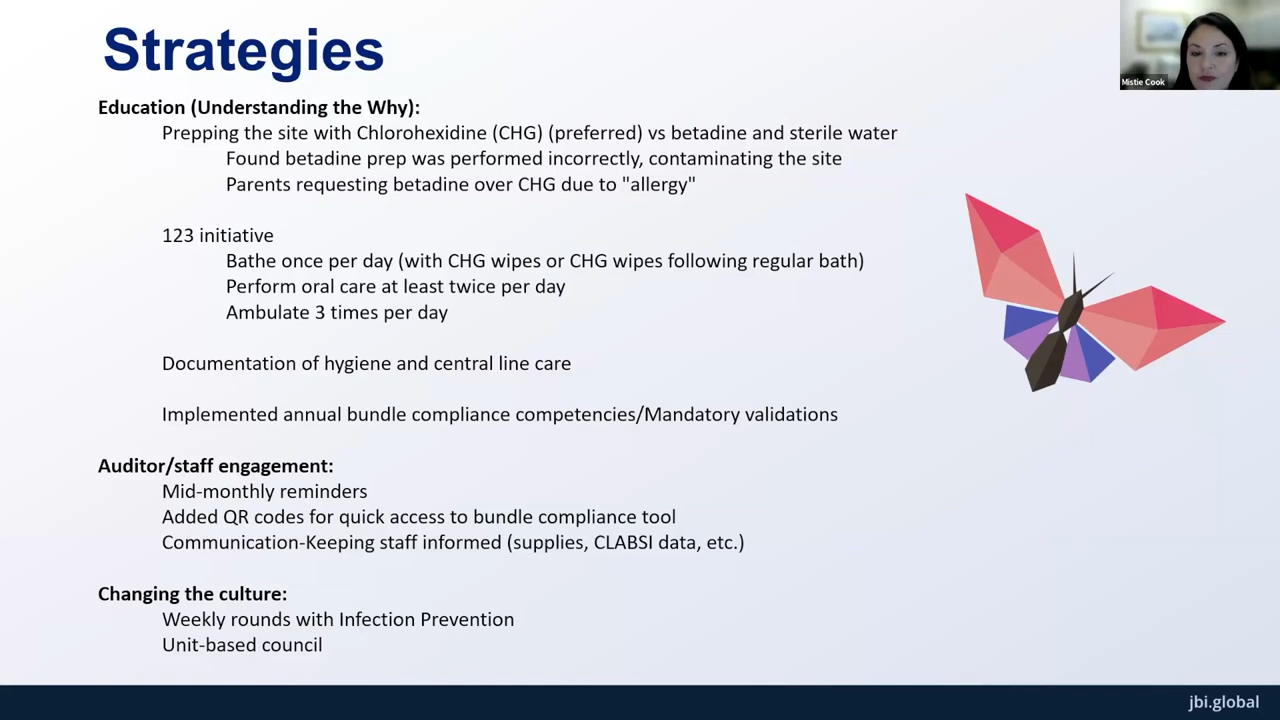 Strategies
Mistie Cook
Education (Understanding the Why):
Prepping the site with Chlorohexidine (CHG) (preferred) vs betadine and sterile water
Found betadine prep was performed incorrectly, contaminating the site
Parents requesting betadine over CHG due to "allergy"
123 initiative
Bathe once per day (with CHG wipes or CHG wipes following regular bath)
Perform oral care at least twice per day
Ambulate 3 times per day
Documentation of hygiene and central line care
Implemented annual bundle compliance competencies/Mandatory validations
Auditor/staff engagement:
Mid-monthly reminders
Added QR codes for quick access to bundle compliance tool
Communication-Keeping staff informed (supplies, CLABSI data, etc.)
Changing the culture:
Weekly rounds with Infection Prevention
Unit-based council
jbi.global